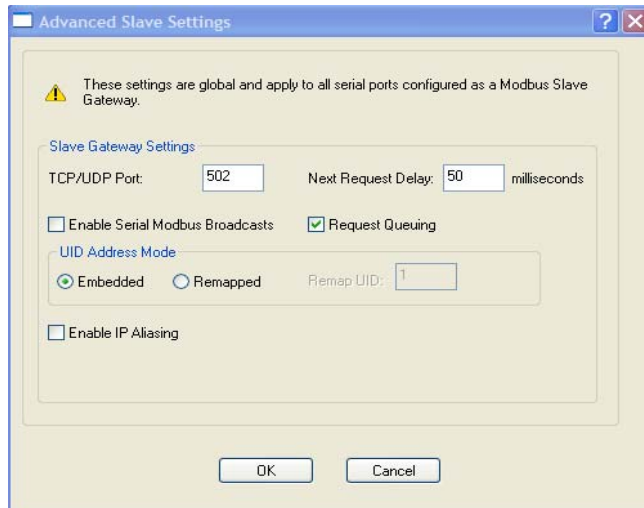 Advanced Slave Settings
These settings are global and apply to all serial ports configured as a Modbus Slave
Gateway.
Slave Gateway Settings
TCP/UDP Port: 502 Next Request Delay: 50 milliseconds
Enable Serial Modbus Broadcasts Request Queuing
UID Address Mode
Embedded Remapped Remap UID: 1
Enable IP Aliasing
OK Cancel